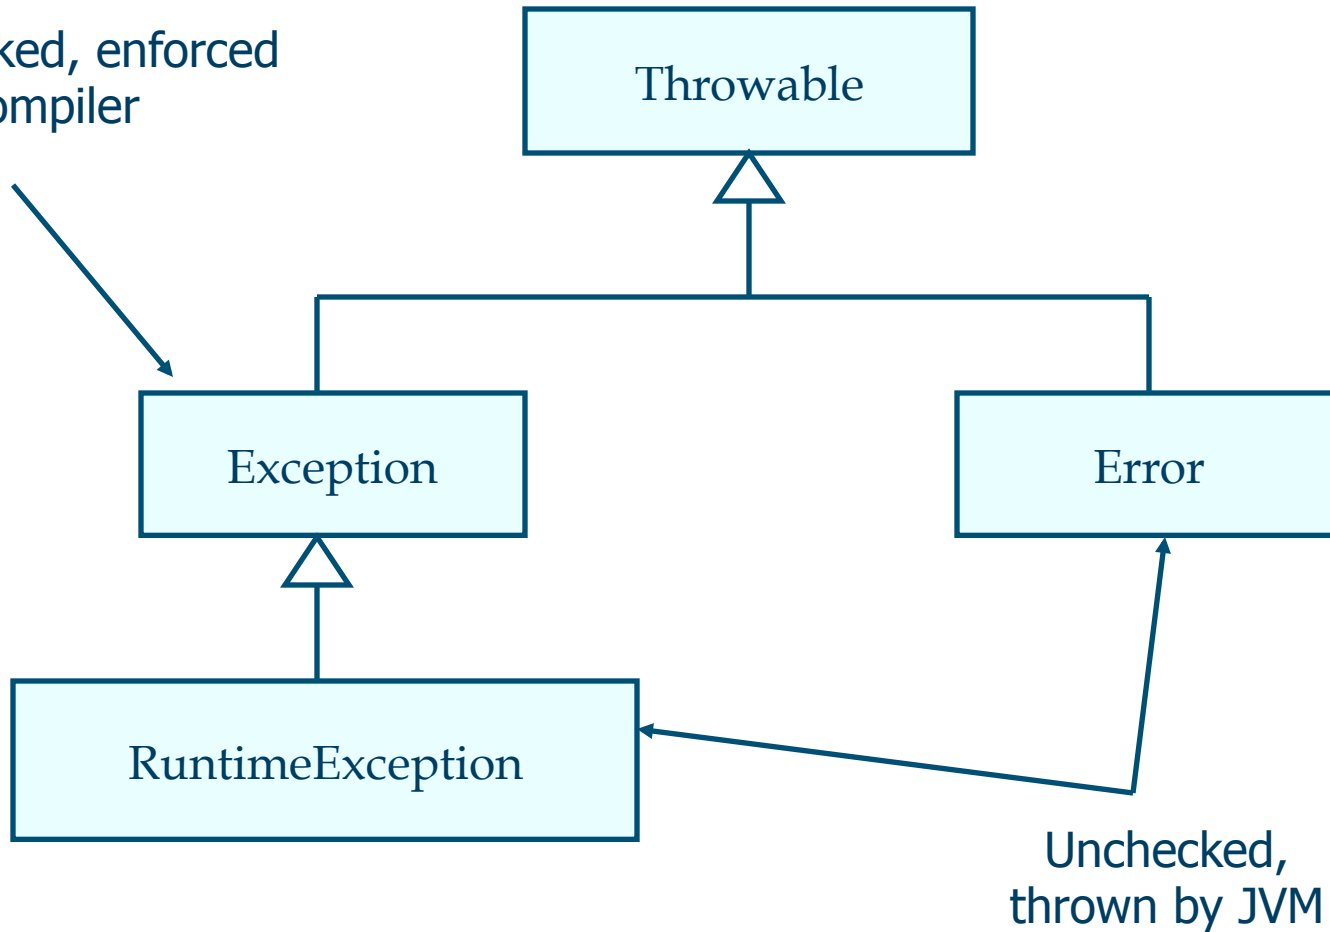 ked, enforced
ompiler
Throwable
Exception
Error
RuntimeException
Unchecked,
thrown by JVM